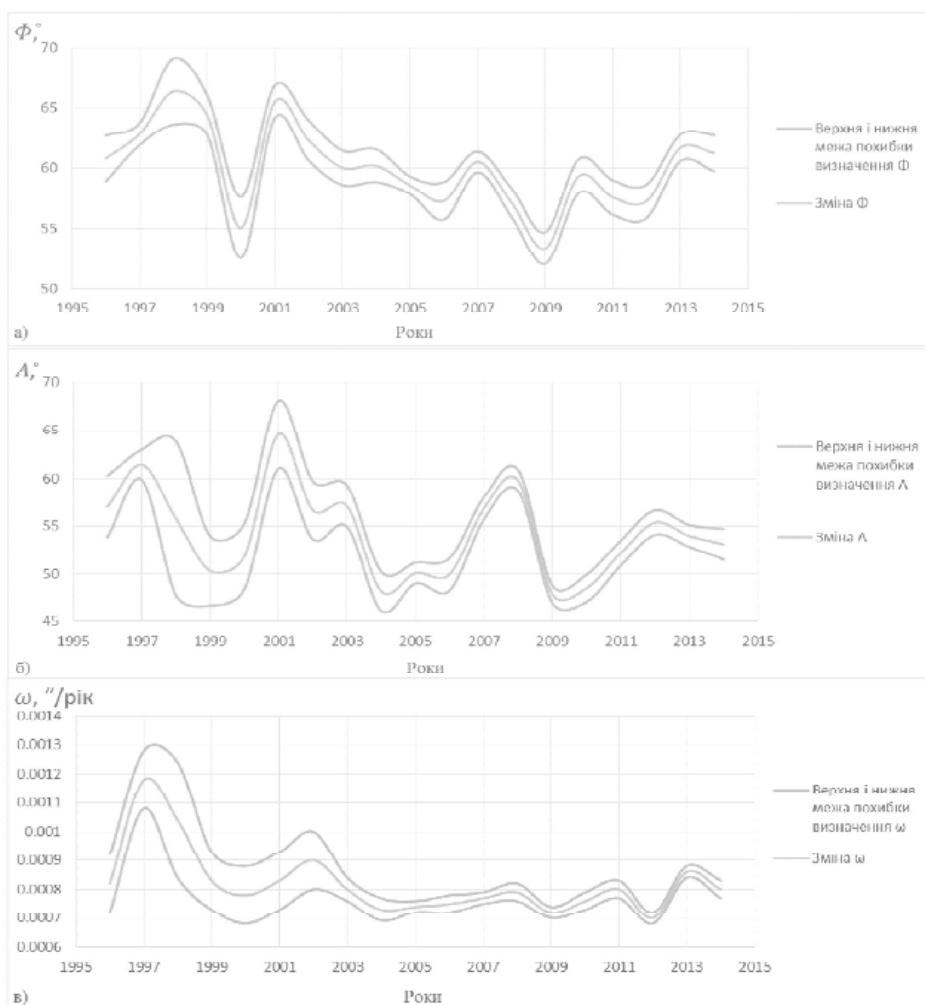 Φ,°
70
65
60
55
50
1995 1997 1999 2001 2003 2005 2007 2009 2011 2013 2015
Верхня і нижня
межа похибки
визначення Φ
Зміна Φ
а)
Роки
Λ,°
70
65
60
55
50
45
1995 1997 1999 2001 2003 2005 2007 2009 2011 2013 2015
Верхня і нижня
межа похибки
визначення Λ
Зміна Λ
б)
Роки
ω, ″/рік
0.0014
0.0013
0.0012
0.0011
0.001
0.0009
0.0008
0.0007
0.0006
1995 1997 1999 2001 2003 2005 2007 2009 2011 2013 2015
Верхня і нижня
межа похибки
визначення ω
Зміна ω
в)
Роки